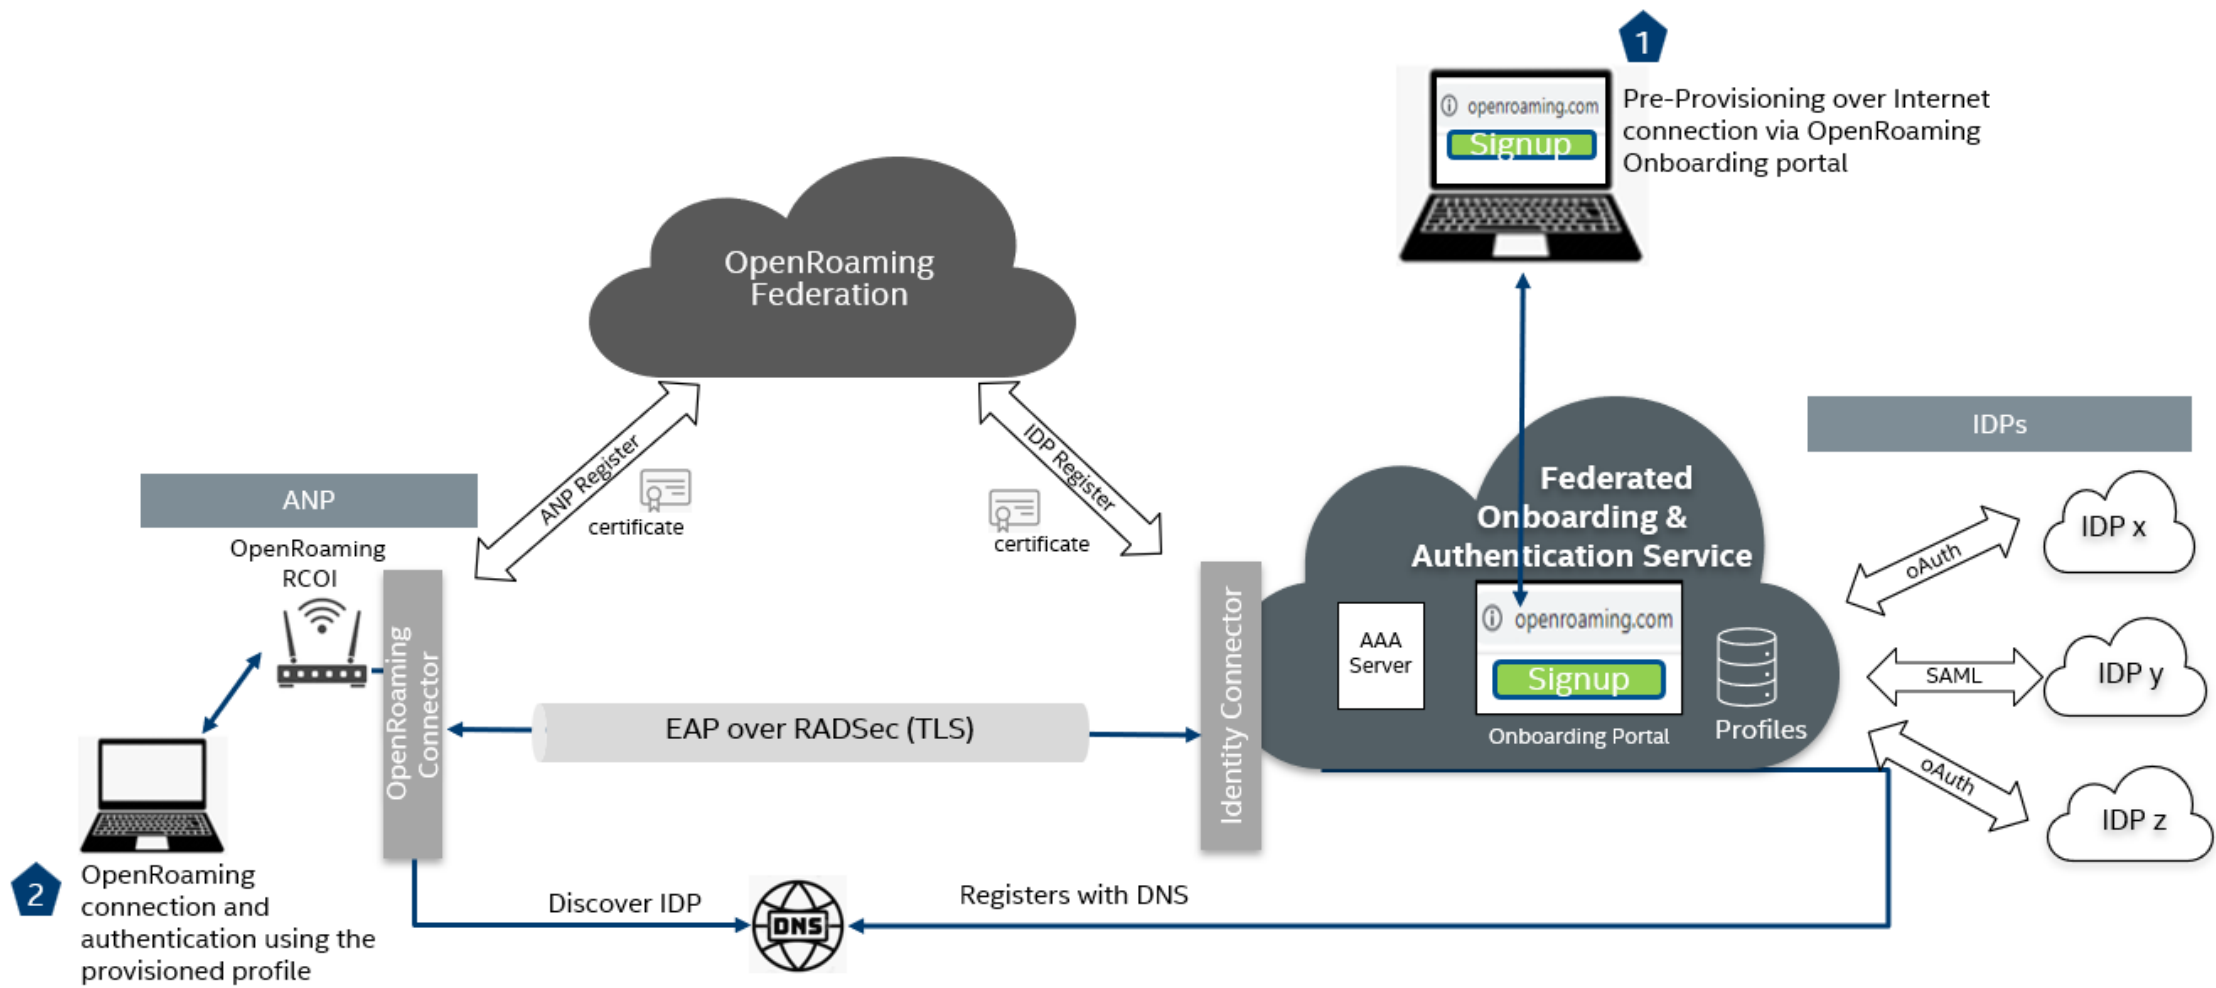 1
openroaming.com
Signup
Pre-Provisioning over Internet
connection via OpenRoaming
Onboarding portal
OpenRoaming
Federation
ANP Register
certificate
IDP Register
certificate
ANP
OpenRoaming
RCOI
OpenRoaming
Connector
EAP over RADSec (TLS)
Identity Connector
Federated
Onboarding &
Authentication Service
AAA
Server
openroaming.com
Signup
Onboarding Portal
Profiles
IDPs
oAuth
IDP x
SAML
IDP y
oAuth
IDP z
2
OpenRoaming
connection and
authentication using the
provisioned profile
Discover IDP
DNS
Registers with DNS